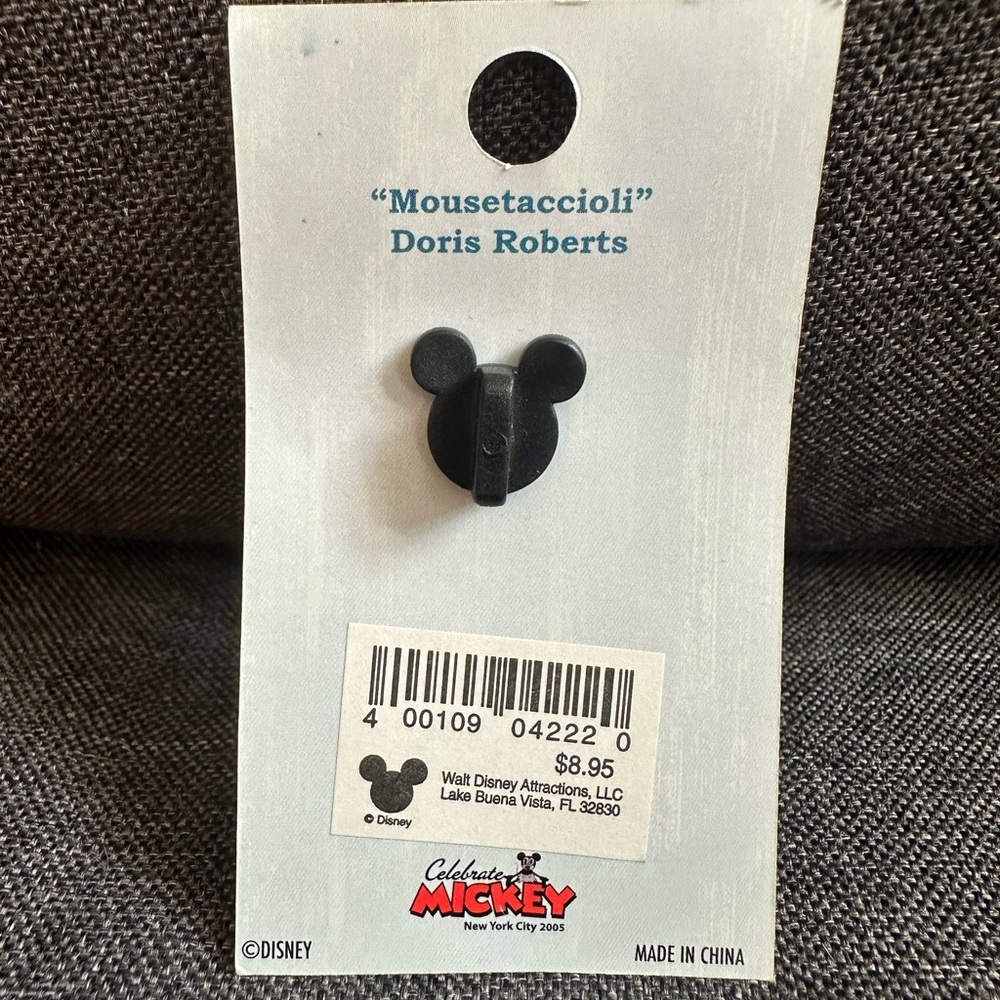 “Mousetaccioli”
Doris Roberts
4 00109 04222 0
$8.95
Walt Disney Attractions, LLC
Lake Buena Vista, FL 32830
© Disney
Celebrate
MICKEY
New York City 2005
©DISNEY
MADE IN CHINA